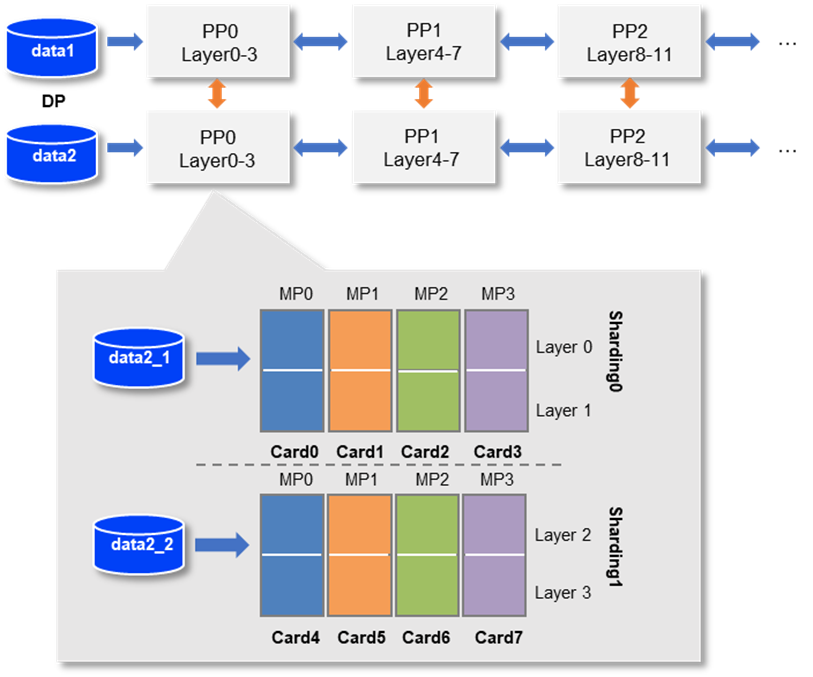 data1
PP0
Layer0-3
PP1
Layer4-7
PP2
Layer8-11
...
DP
data2
PP0
Layer0-3
PP1
Layer4-7
PP2
Layer8-11
...
MP0 MP1 MP2 MP3
data2_1
Layer 0
Layer 1
Sharding0
Card0 Card1 Card2 Card3
MP0 MP1 MP2 MP3
data2_2
Layer 2
Layer 3
Sharding1
Card4 Card5 Card6 Card7